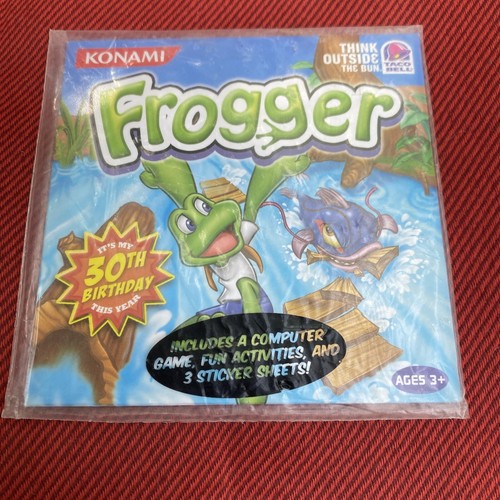 KONAMI
THINK
OUTSIDE
THE BUN.
TACO
BELL
Frogger
IT'S MY
30TH
BIRTHDAY
THIS YEAR
INCLUDES A COMPUTER
GAME, FUN ACTIVITIES, AND
3 STICKER SHEETS!
AGES 3+